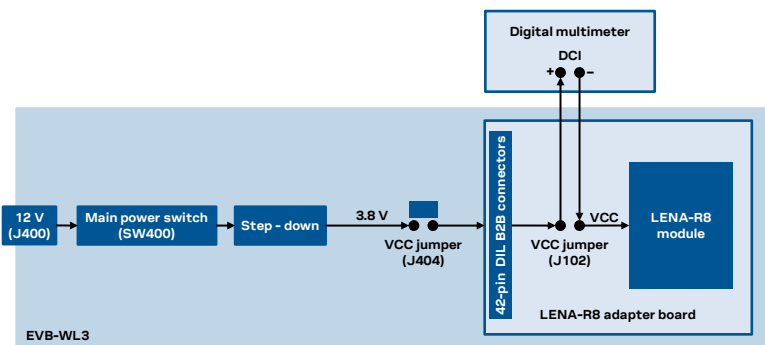 Digital multimeter
DCI
+ –
42-pin DIL B2B connectors
12 V
(J400)
Main power switch
(SW400)
Step - down
3.8 V
VCC jumper
(J404)
VCC
VCC jumper
(J102)
LENA-R8
module
LENA-R8 adapter board
EVB-WL3